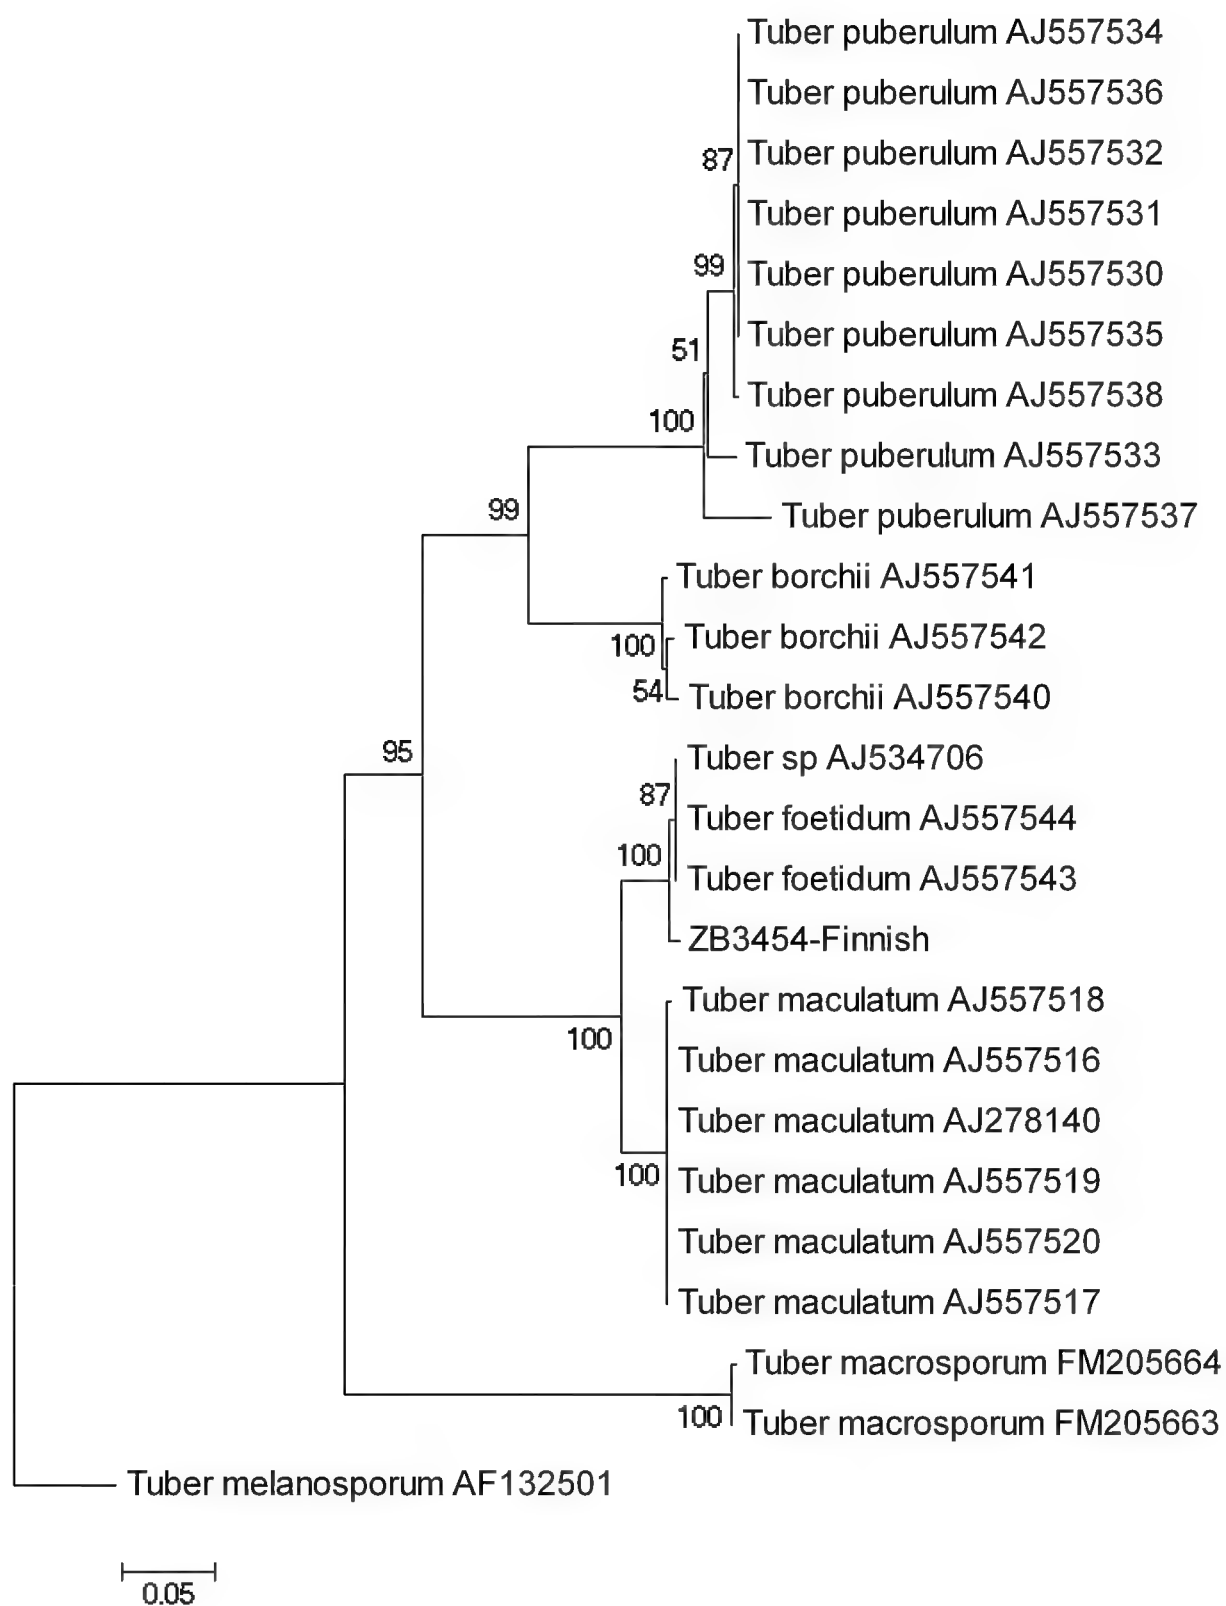 Tuber puberulum AJ557534
Tuber puberulum AJ557536
87
Tuber puberulum AJ557532
Tuber puberulum AJ557531
99
Tuber puberulum AJ557530
Tuber puberulum AJ557535
51
Tuber puberulum AJ557538
100
Tuber puberulum AJ557533
99
Tuber puberulum AJ557537
Tuber borchii AJ557541
100
Tuber borchii AJ557542
54
Tuber borchii AJ557540
95
Tuber sp AJ534706
87
Tuber foetidum AJ557544
100
Tuber foetidum AJ557543
ZB3454-Finnish
Tuber maculatum AJ557518
100
Tuber maculatum AJ557516
Tuber maculatum AJ278140
100
Tuber maculatum AJ557519
Tuber maculatum AJ557520
Tuber maculatum AJ557517
Tuber macrosporum FM205664
100
Tuber macrosporum FM205663
Tuber melanosporum AF132501
0.05